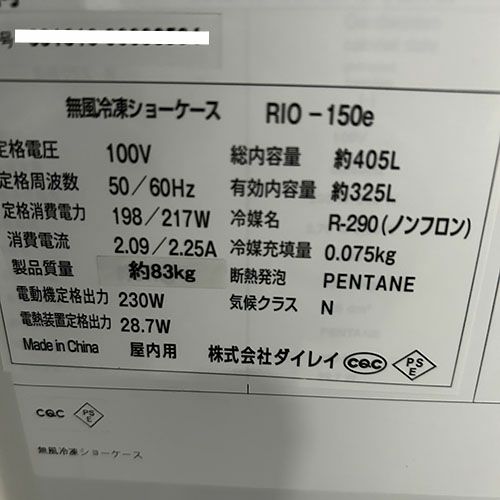 無風冷凍ショーケース RIO-150e
定格電圧 100V 総内容量 約405L
定格周波数 50/60Hz 有効内容量 約325L
定格消費電力 198/217W 冷媒名 R-290(ノンフロン)
消費電流 2.09/2.25A 冷媒充填量 0.075kg
製品質量 約83kg 断熱発泡 PENTANE
電動機定格出力 230W 気候クラス N
電熱装置定格出力 28.7W
Made in China 屋内用 株式会社ダイレイ CQC PSE
CQC PSE
無風冷凍ショーケース